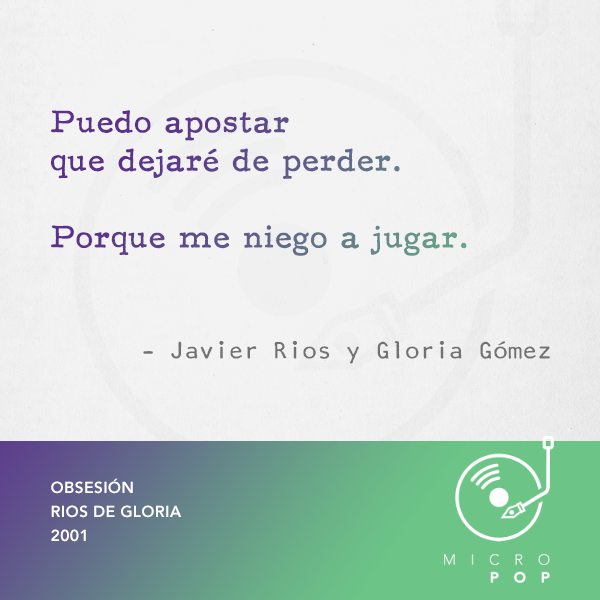 Puedo apostar
que dejaré de perder.
Porque me niego a jugar.
– Javier Rios y Gloria Gómez
OBSESIÓN
RIOS DE GLORIA
2001
MICRO
POP